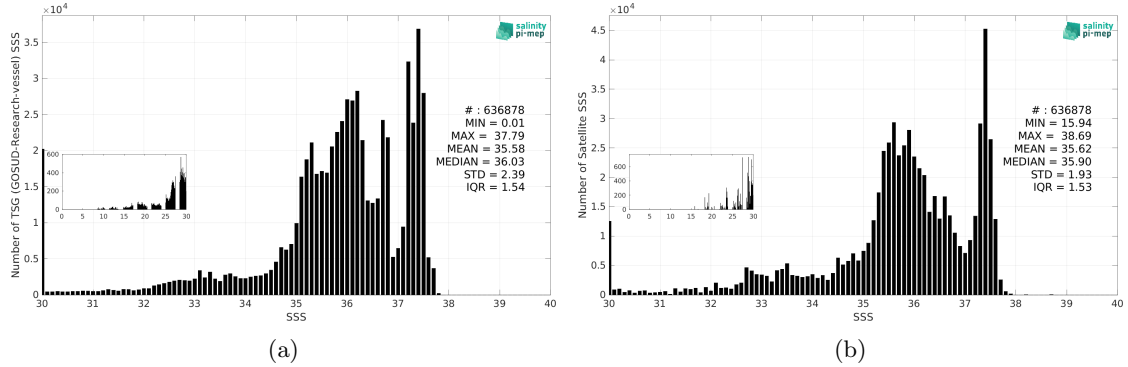 ×10⁴
3.5
3
2.5
2
1.5
1
0.5
0
Number of TSG (GOSUD-Research-vessel) SSS
salinity
pi-mep
# : 636878
MIN = 0.01
MAX = 37.79
MEAN = 35.58
MEDIAN = 36.03
STD = 2.39
IQR = 1.54
600
400
200
0
0 5 10 15 20 25 30
30 31 32 33 34 35 36 37 38 39 40
SSS
(a)
×10⁴
4.5
4
3.5
3
2.5
2
1.5
1
0.5
0
Number of Satellite SSS
salinity
pi-mep
# : 636878
MIN = 15.94
MAX = 38.69
MEAN = 35.62
MEDIAN = 35.90
STD = 1.93
IQR = 1.53
600
400
200
0
0 5 10 15 20 25 30
30 31 32 33 34 35 36 37 38 39 40
SSS
(b)